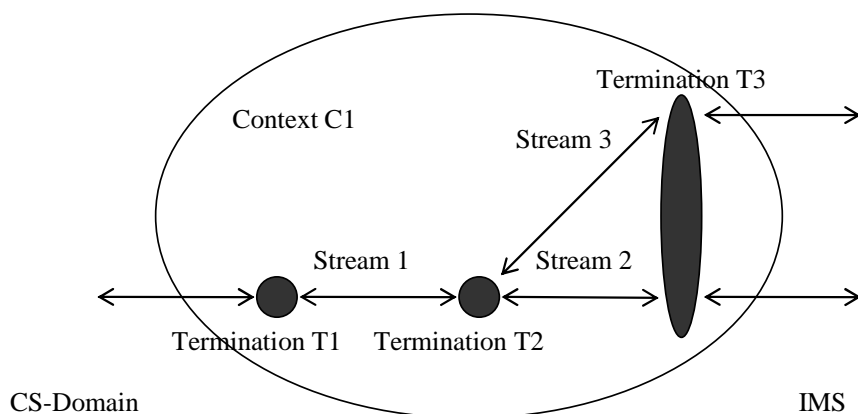 Termination T3
Context C1
Stream 3
Stream 1
Stream 2
Termination T1
Termination T2
CS-Domain
IMS